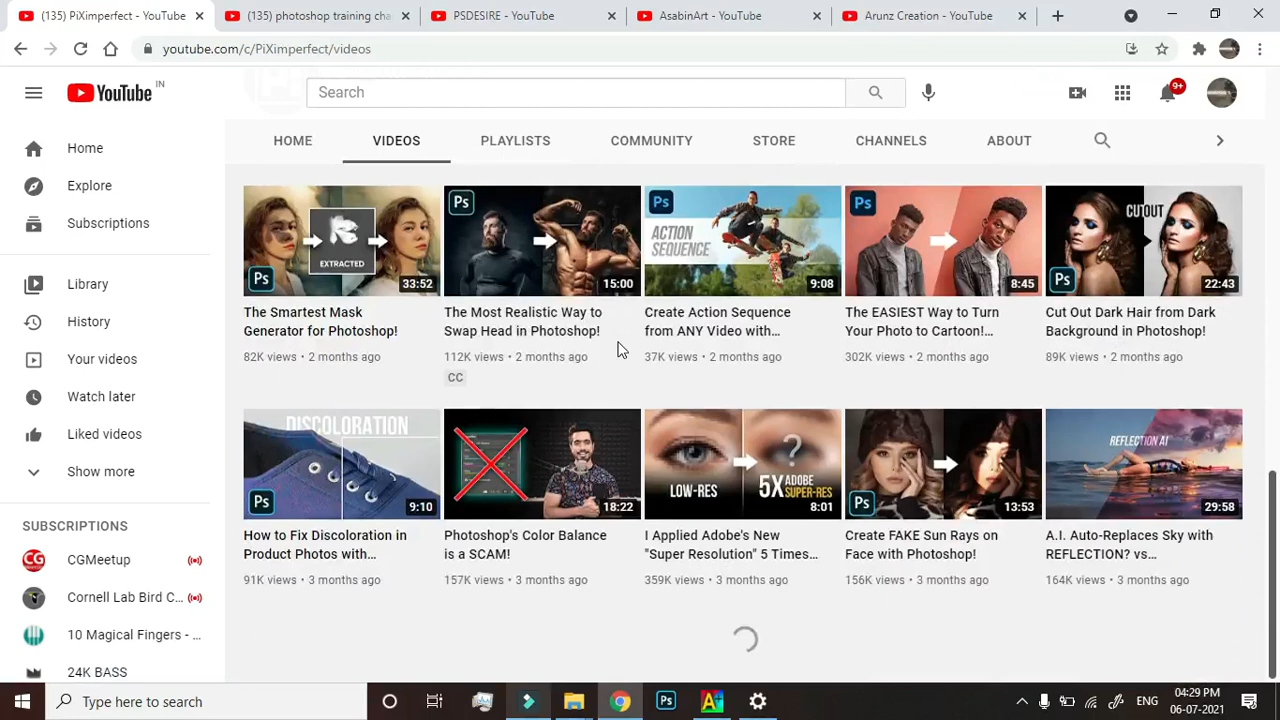 (135) PiXimperfect - YouTube
(135) photoshop training cha
PSDESIRE - YouTube
AsabinArt - YouTube
Arunz Creation - YouTube
youtube.com/c/PiXimperfect/videos
YouTube IN
Search
9+
HOME
VIDEOS
PLAYLISTS
COMMUNITY
STORE
CHANNELS
ABOUT
Home
Explore
Subscriptions
Library
History
Your videos
Watch later
Liked videos
Show more
SUBSCRIPTIONS
CGMeetup
Cornell Lab Bird C...
10 Magical Fingers - ...
24K BASS
EXTRACTED
Ps
33:52
The Smartest Mask
Generator for Photoshop!
82K views • 2 months ago
Ps
15:00
The Most Realistic Way to
Swap Head in Photoshop!
112K views • 2 months ago
CC
Ps
ACTION
SEQUENCE
9:08
Create Action Sequence
from ANY Video with...
37K views • 2 months ago
Ps
8:45
The EASIEST Way to Turn
Your Photo to Cartoon!...
302K views • 2 months ago
CUTOUT
Ps
22:43
Cut Out Dark Hair from Dark
Background in Photoshop!
89K views • 2 months ago
DISCOLORATION
Ps
9:10
How to Fix Discoloration in
Product Photos with...
91K views • 3 months ago
18:22
Photoshop's Color Balance
is a SCAM!
157K views • 3 months ago
?
LOW-RES
5X ADOBE
SUPER-RES
8:01
I Applied Adobe's New
"Super Resolution" 5 Times...
359K views • 3 months ago
Ps
13:53
Create FAKE Sun Rays on
Face with Photoshop!
156K views • 3 months ago
REFLECTION AI
29:58
A.I. Auto-Replaces Sky with
REFLECTION? vs...
164K views • 3 months ago
Type here to search
Ps
A
ENG
04:29 PM
06-07-2021